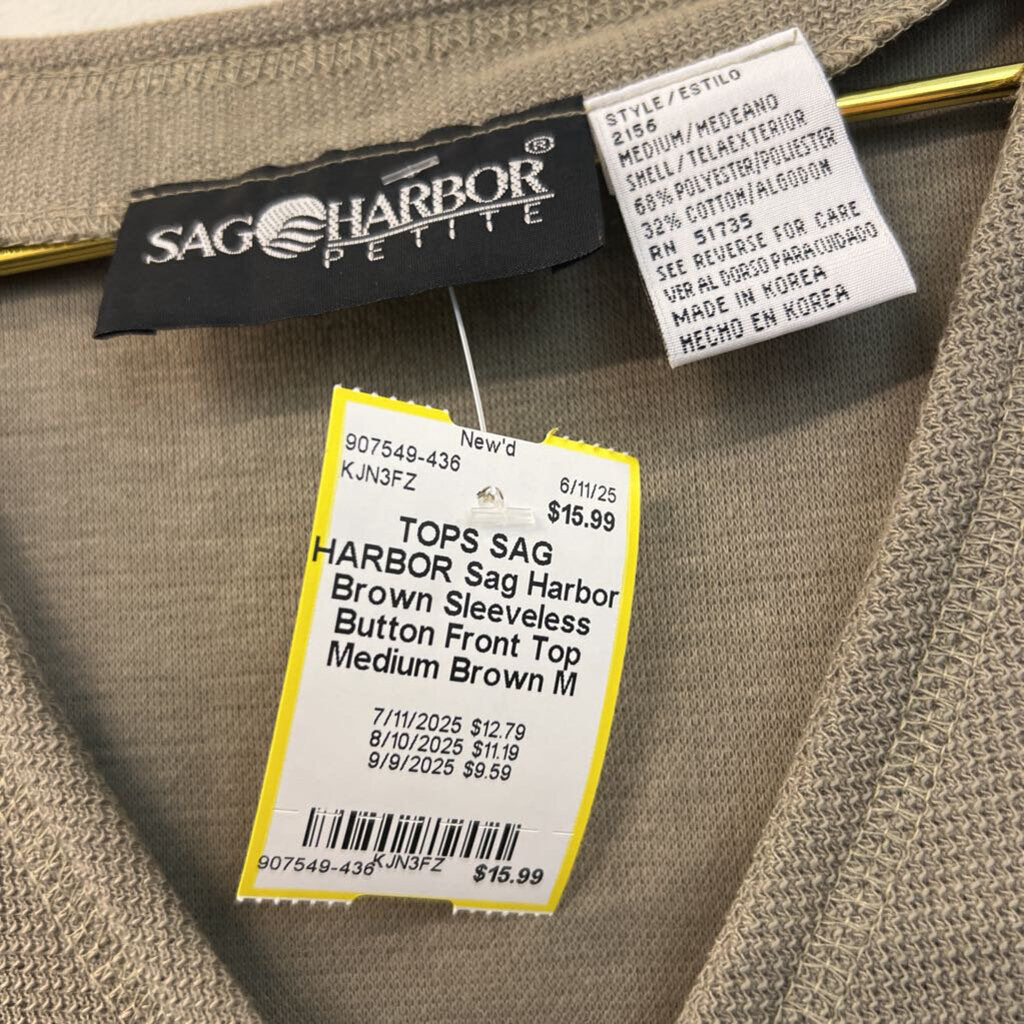 SAG HARBOR®
PETITE
STYLE/ESTILO
2156
MEDIUM/MEDEANO
SHELL/TELAEXTERIOR
68% POLYESTER/POLIESTER
32% COTTON/ALGODON
RN 51735
SEE REVERSE FOR CARE
VER AL DORSO PARA CUIDADO
MADE IN KOREA
HECHO EN KOREA
New'd
907549-436
KJN3FZ
6/11/25
$15.99
TOPS SAG
HARBOR Sag Harbor
Brown Sleeveless
Button Front Top
Medium Brown M
7/11/2025 $12.79
8/10/2025 $11.19
9/9/2025 $9.59
907549-436 KJN3FZ $15.99